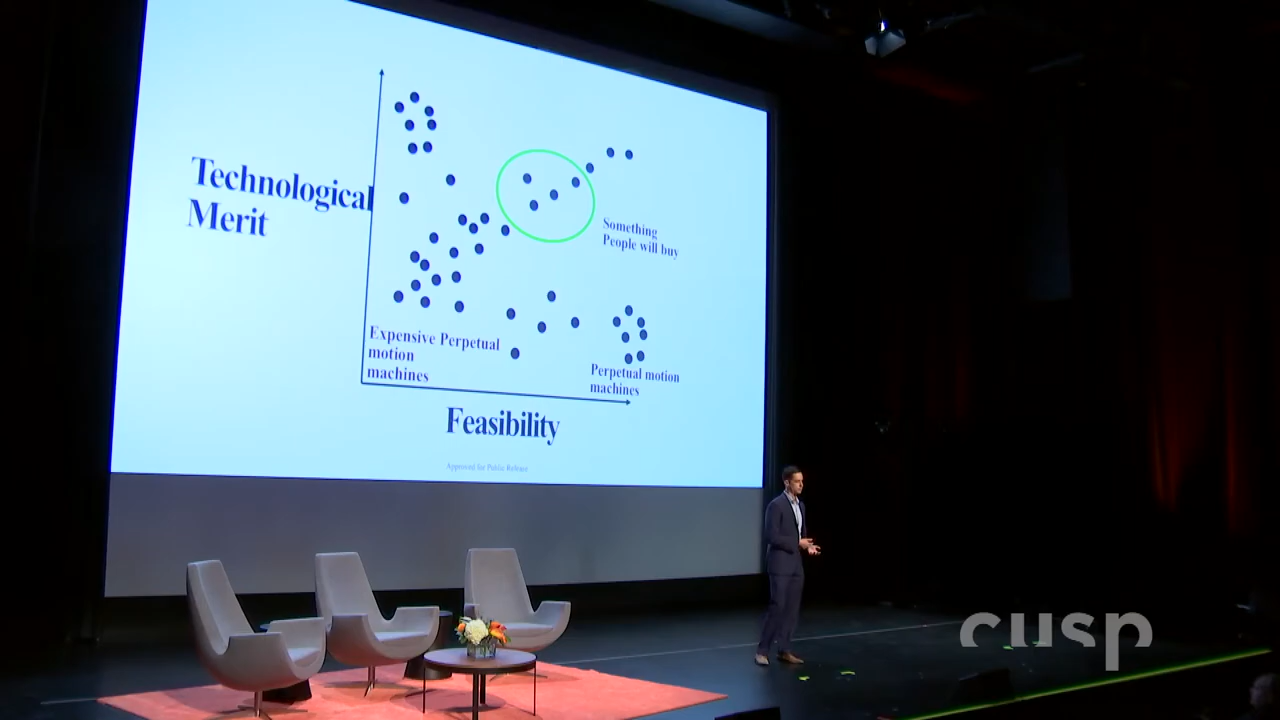 Technological
Merit
Something
People will buy
Expensive Perpetual
motion
machines
Perpetual motion
machines
Feasibility
Approved for Public Release
cusp